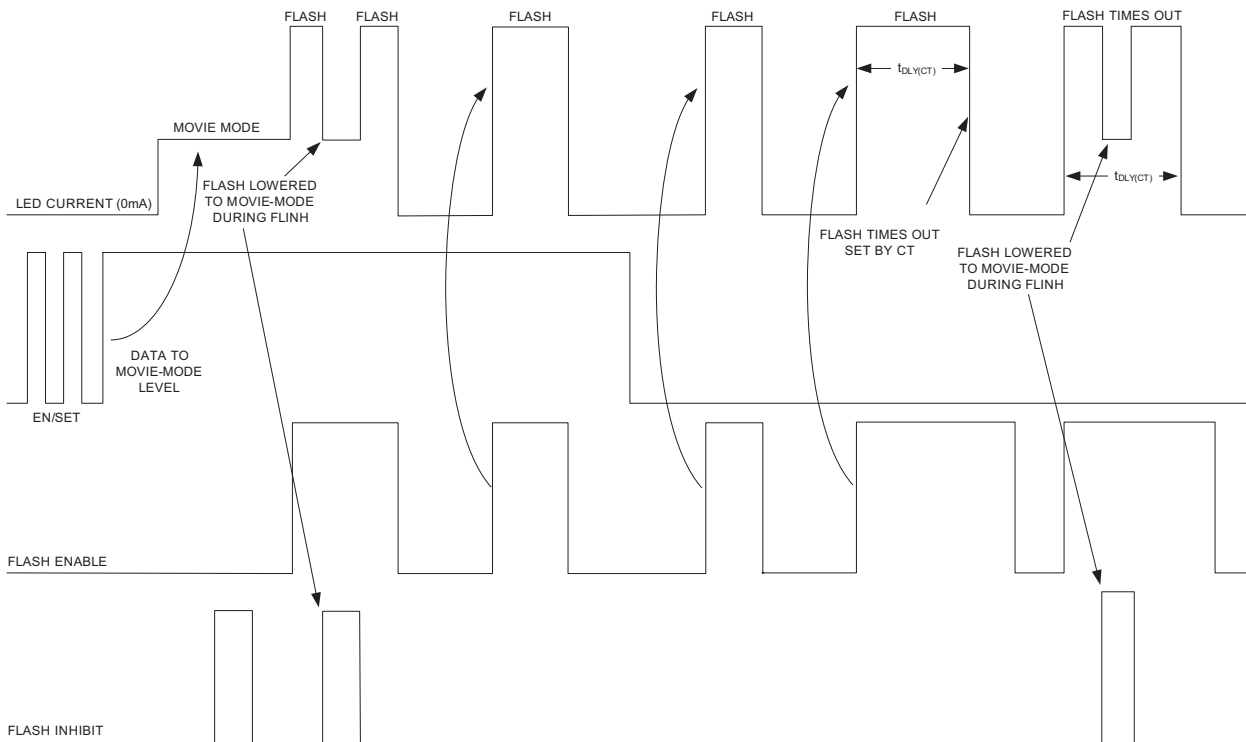 FLASH
FLASH
FLASH
FLASH
FLASH
FLASH TIMES OUT
tDLY(CT)
MOVIE MODE
FLASH LOWERED
TO MOVIE-MODE
DURING FLINH
tDLY(CT)
LED CURRENT (0mA)
FLASH TIMES OUT
SET BY CT
FLASH LOWERED
TO MOVIE-MODE
DURING FLINH
DATA TO
MOVIE-MODE
LEVEL
EN/SET
FLASH ENABLE
FLASH INHIBIT